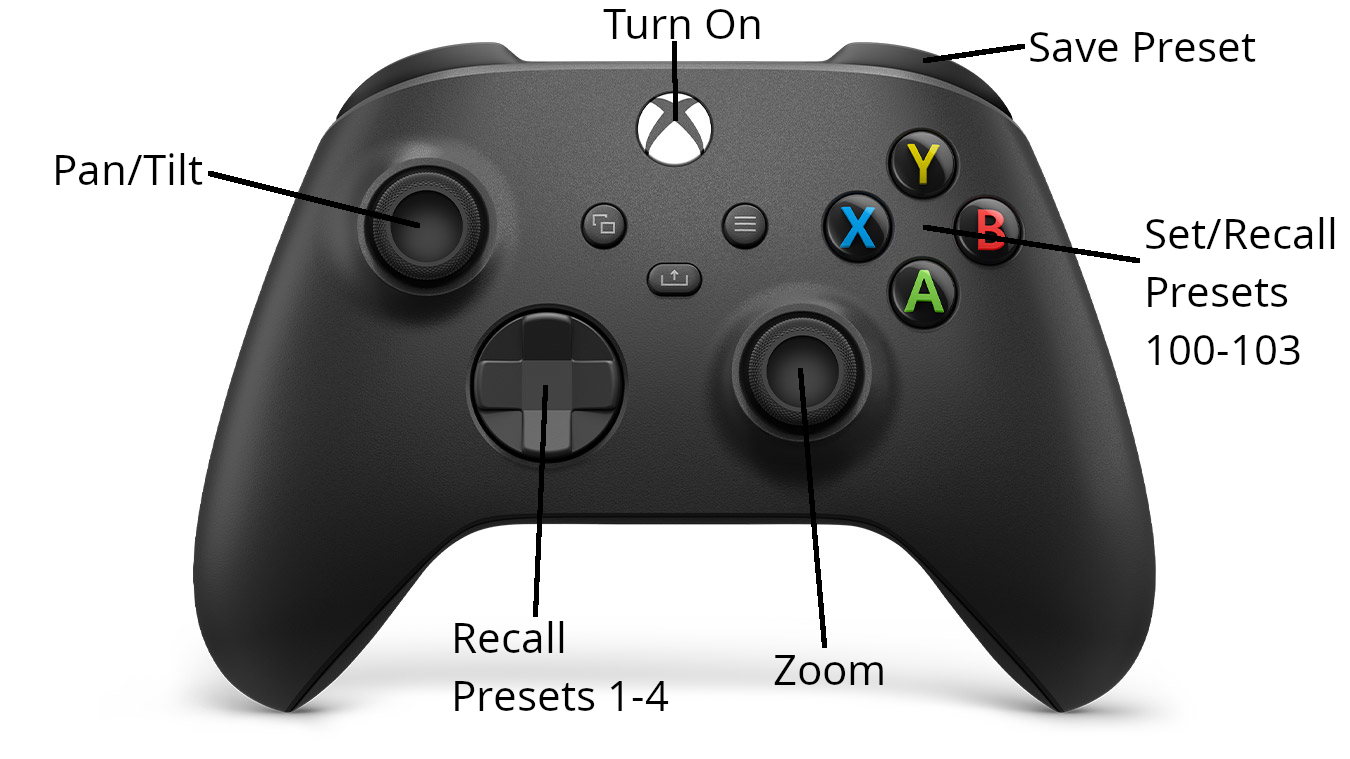 Turn On
Save Preset
Pan/Tilt
Y
X
B
A
Set/Recall
Presets
100-103
Recall
Presets 1-4
Zoom